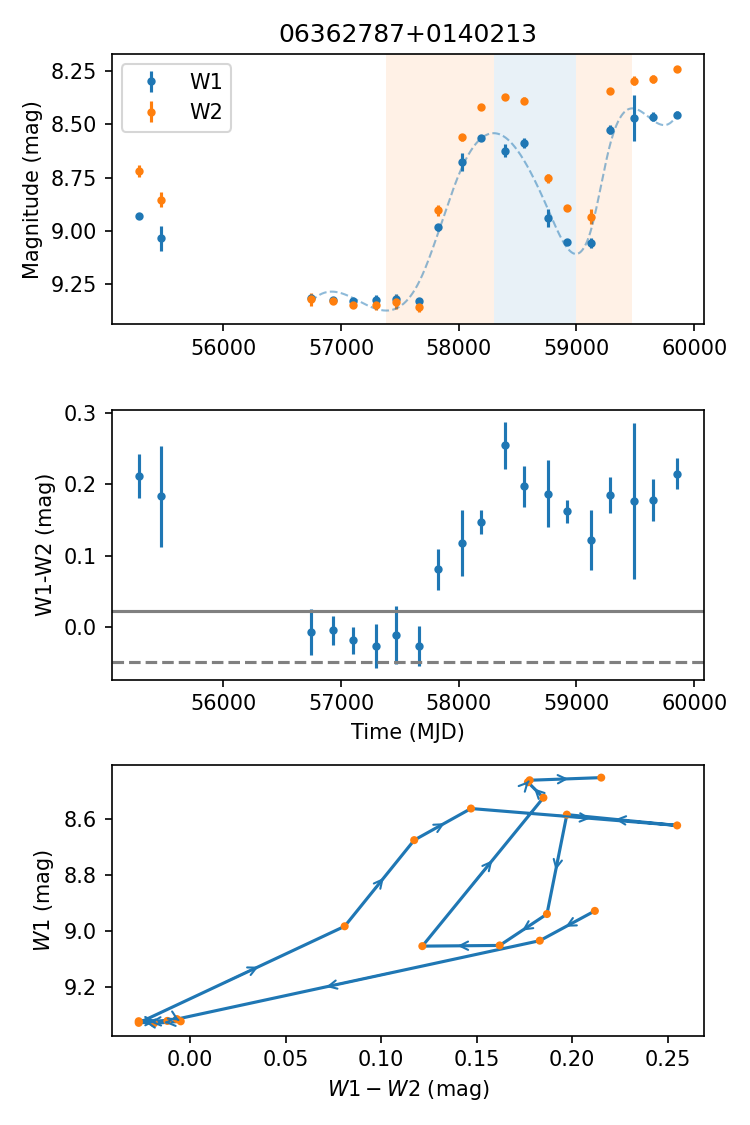 06362787+0140213
Magnitude (mag)
8.25
8.50
8.75
9.00
9.25
W1
W2
56000 57000 58000 59000 60000
W1-W2 (mag)
0.3
0.2
0.1
0.0
56000 57000 58000 59000 60000
Time (MJD)
W1 (mag)
8.6
8.8
9.0
9.2
0.00 0.05 0.10 0.15 0.20 0.25
W1 − W2 (mag)